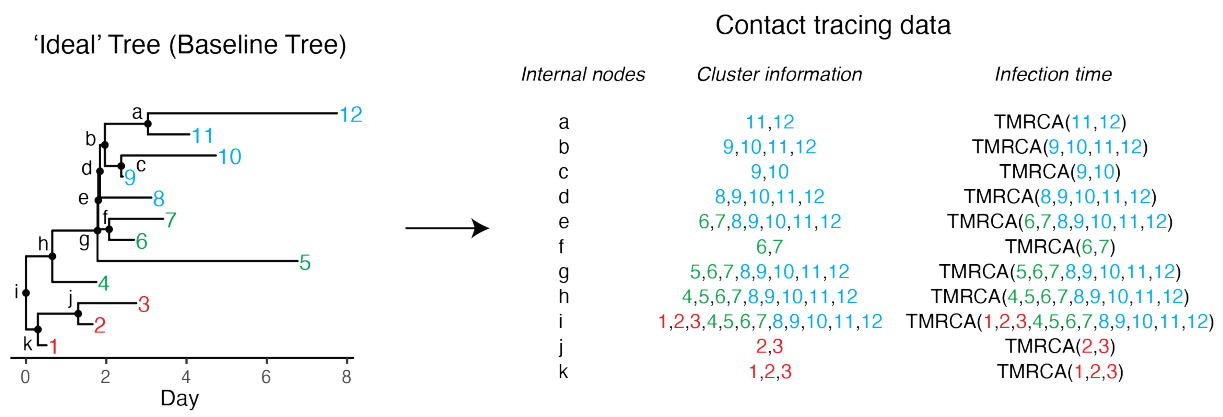 Contact tracing data
'Ideal' Tree (Baseline Tree)
Internal nodes Cluster information Infection time
a 12
b 11
10
d c
9
e 8
f 7
g 6
h 5
4
i j 3
2
k 1
0 2 4 6 8
Day
a 11,12 TMRCA(11,12)
b 9,10,11,12 TMRCA(9,10,11,12)
c 9,10 TMRCA(9,10)
d 8,9,10,11,12 TMRCA(8,9,10,11,12)
e 6,7,8,9,10,11,12 TMRCA(6,7,8,9,10,11,12)
f 6,7 TMRCA(6,7)
g 5,6,7,8,9,10,11,12 TMRCA(5,6,7,8,9,10,11,12)
h 4,5,6,7,8,9,10,11,12 TMRCA(4,5,6,7,8,9,10,11,12)
i 1,2,3,4,5,6,7,8,9,10,11,12 TMRCA(1,2,3,4,5,6,7,8,9,10,11,12)
j 2,3 TMRCA(2,3)
k 1,2,3 TMRCA(1,2,3)